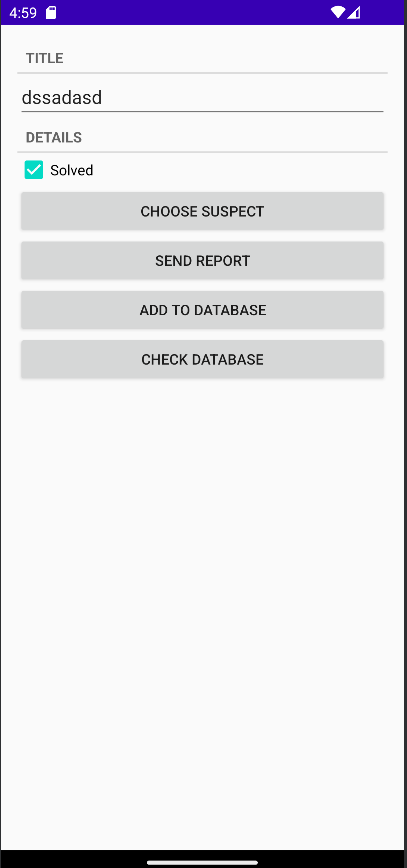 4:59
TITLE
dssadasd
DETAILS
Solved
CHOOSE SUSPECT
SEND REPORT
ADD TO DATABASE
CHECK DATABASE